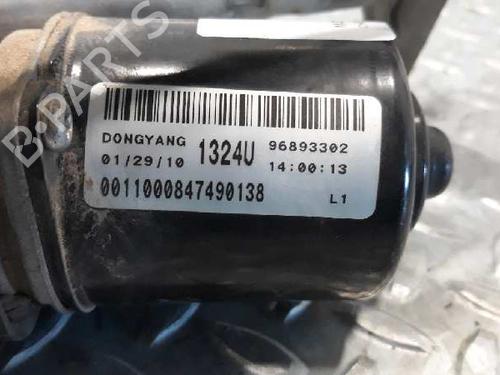 B-PARTS
DONGYANG 1324U 96893302
01/29/10 14:00:13
0011000847490138 L1